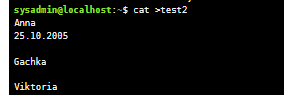 sysadmin@localhost:~$ cat >test2
Anna
25.10.2005
Gachka
Viktoria